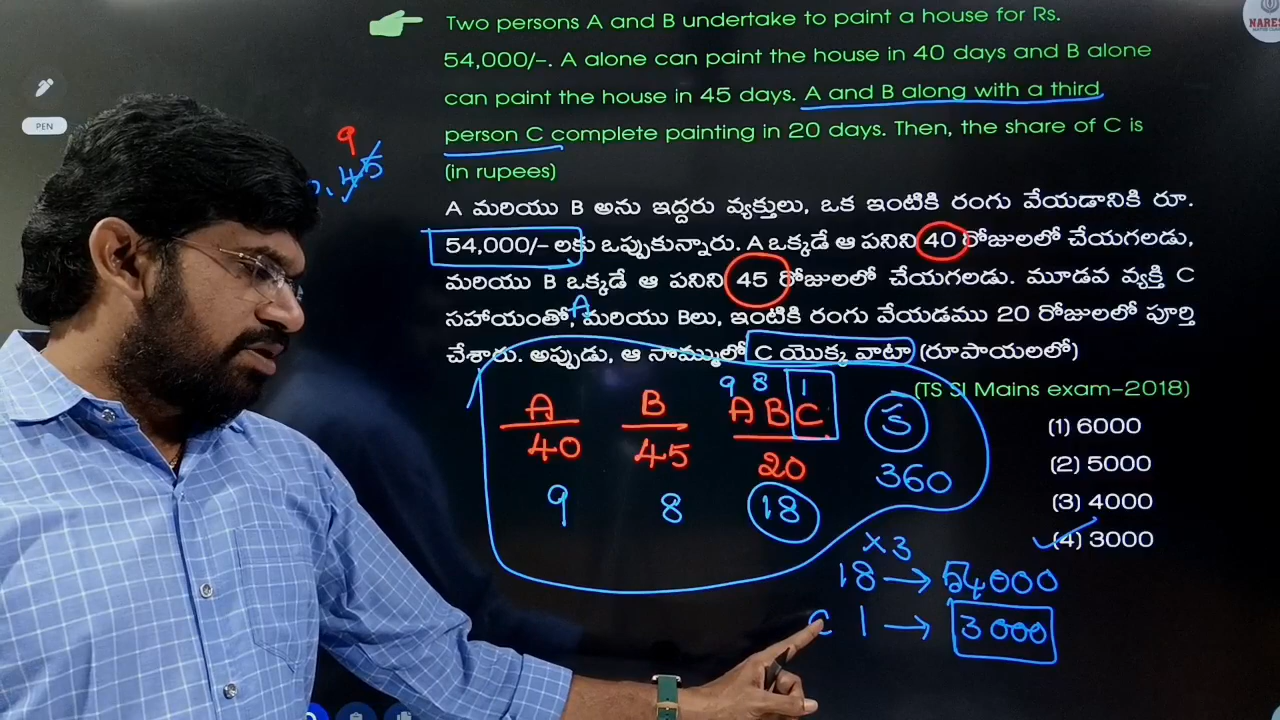 Two persons A and B undertake to paint a house for Rs.
54,000/-. A alone can paint the house in 40 days and B alone
can paint the house in 45 days. A and B along with a third
person C complete painting in 20 days. Then, the share of C is
(in rupees)
A మరియు B అను ఇద్దరు వ్యక్తులు, ఒక ఇంటికి రంగు వేయడానికి రూ.
54,000/- లకు ఒప్పుకున్నారు. A ఒక్కడే ఆ పనిని 40 రోజులలో చేయగలడు,
మరియు B ఒక్కడే ఆ పనిని 45 రోజులలో చేయగలడు. మూడవ వ్యక్తి C
సహాయంతో, A మరియు Bలు, ఇంటికి రంగు వేయడము 20 రోజులలో పూర్తి
చేశారు. అప్పుడు, ఆ సొమ్ములో C యొక్క వాటా (రూపాయలలో)
(TS SI Mains exam-2018)
(1) 6000
(2) 5000
(3) 4000
(4) 3000
PEN
9
45
9 8 1
A B A B C
40 45 20 360
9 8 18
×3
18 → 54000
C 1 → 3000
NARES